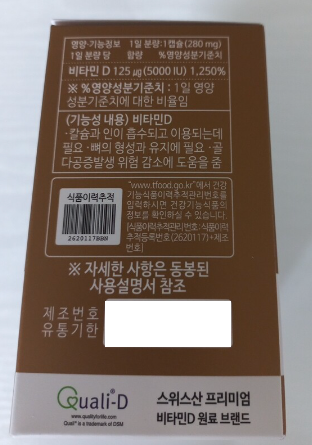 영양·기능정보 1일 분량:1캡슐(280 mg)
1일 분량 당 함량 %영양성분기준치
비타민 D 125 ㎍ (5000 IU) 1,250%
※ %영양성분기준치 : 1일 영양
성분기준치에 대한 비율임
(기능성 내용) 비타민D
·칼슘과 인이 흡수되고 이용되는데
필요 ·뼈의 형성과 유지에 필요 ·골
다공증발생 위험 감소에 도움을 줌
식품이력추적
"www.tfood.go.kr"에서 건강
기능식품이력추적관리번호를
입력하시면 건강기능식품의
정보를 확인하실 수 있습니다.
[식품이력추적관리번호:식품이력
추적등록번호(2620117)+제조
번호]
※ 자세한 사항은 동봉된
사용설명서 참조
제조번호
유통기한
Quali®-D
www.qualityforlife.com
Quali® is a trademark of DSM
스위스산 프리미엄
비타민D 원료 브랜드